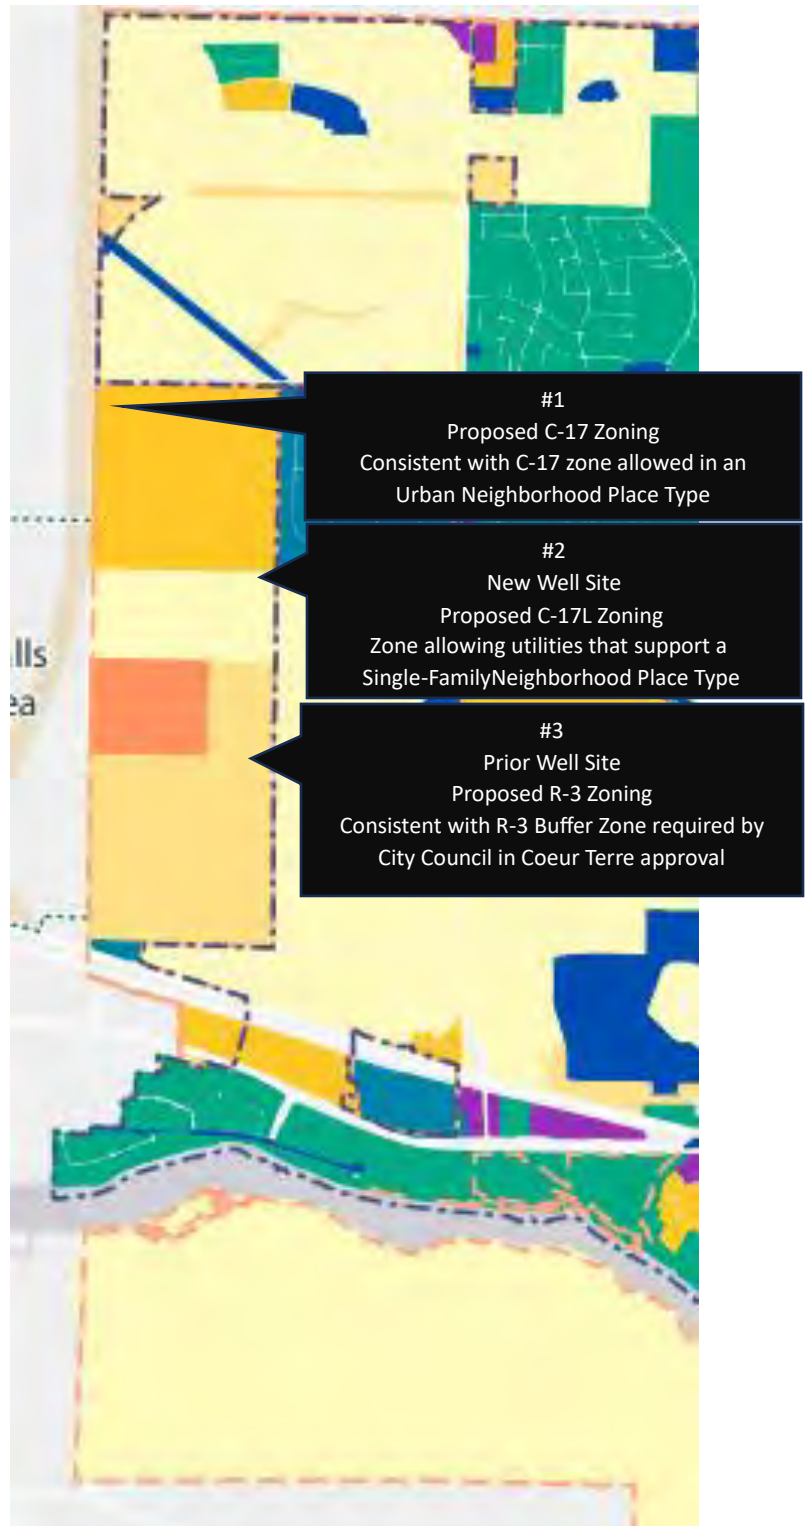 #1
Proposed C-17 Zoning
Consistent with C-17 zone allowed in an
Urban Neighborhood Place Type
#2
New Well Site
Proposed C-17L Zoning
Zone allowing utilities that support a
Single-FamilyNeighborhood Place Type
lls
ea
#3
Prior Well Site
Proposed R-3 Zoning
Consistent with R-3 Buffer Zone required by
City Council in Coeur Terre approval